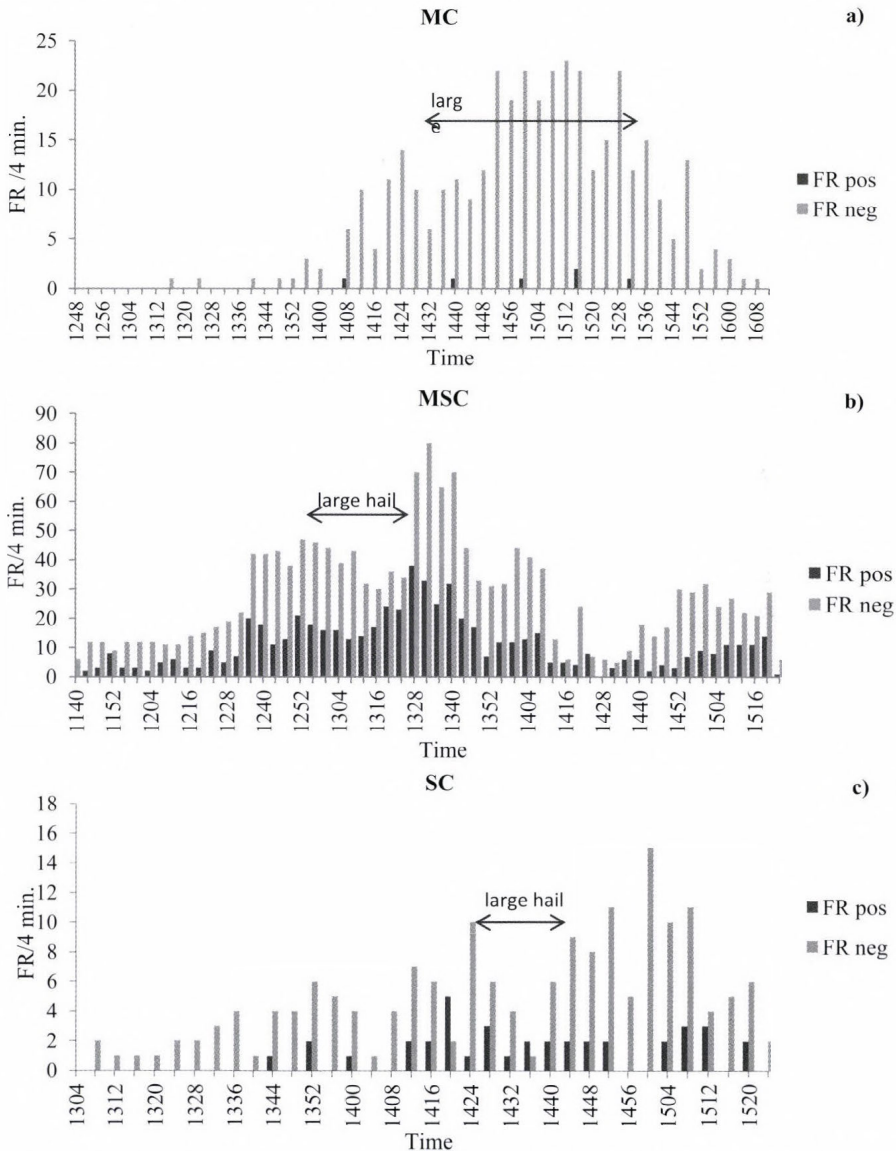 MC
a)
25
20
15
10
5
0
FR /4 min.
larg
e
FR pos
FR neg
1248 1256 1304 1312 1320 1328 1336 1344 1352 1400 1408 1416 1424 1432 1440 1448 1456 1504 1512 1520 1528 1536 1544 1552 1600 1608
Time
MSC
b)
90
80
70
60
50
40
30
20
10
0
FR/4 min.
large hail
FR pos
FR neg
1140 1152 1204 1216 1228 1240 1252 1304 1316 1328 1340 1352 1404 1416 1428 1440 1452 1504 1516
Time
SC
c)
18
16
14
12
10
8
6
4
2
0
FR/4 min.
large hail
FR pos
FR neg
1304 1312 1320 1328 1336 1344 1352 1400 1408 1416 1424 1432 1440 1448 1456 1504 1512 1520
Time